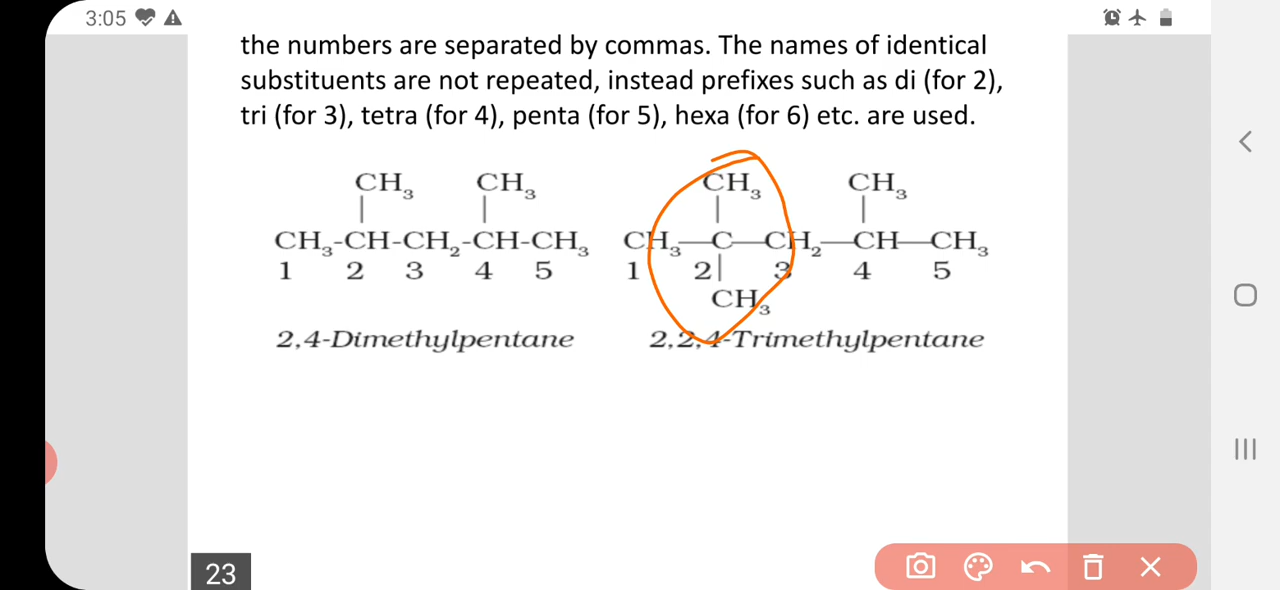 3:05
the numbers are separated by commas. The names of identical
substituents are not repeated, instead prefixes such as di (for 2),
tri (for 3), tetra (for 4), penta (for 5), hexa (for 6) etc. are used.
CH₃ CH₃ CH₃ CH₃
| | | |
CH₃-CH-CH₂-CH-CH₃ CH₃—C—CH₂—CH—CH₃
1 2 3 4 5 1 2| 3 4 5
CH₃
2,4-Dimethylpentane 2,2,4-Trimethylpentane
23